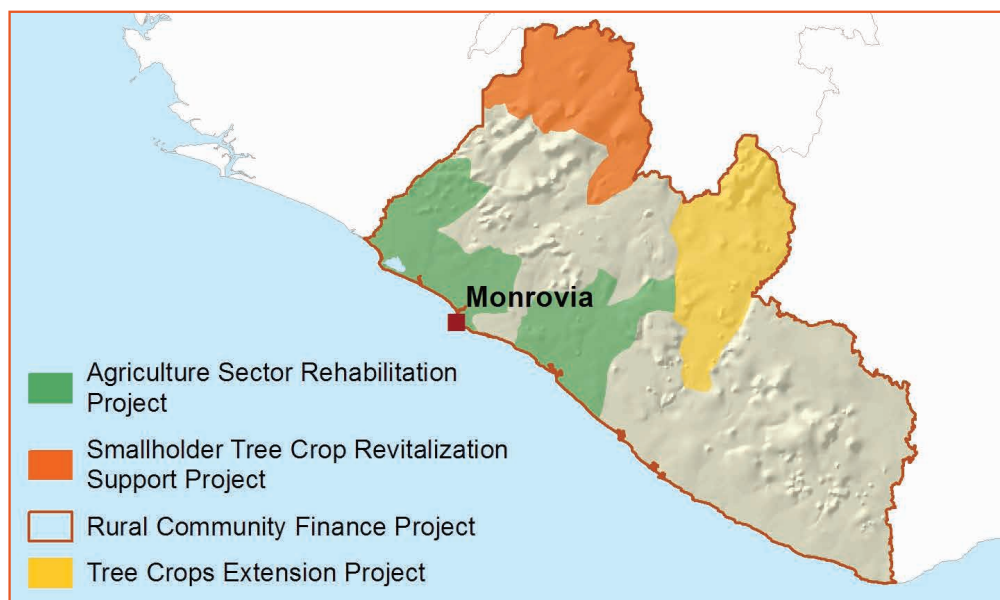 Monrovia
Agriculture Sector Rehabilitation
Project
Smallholder Tree Crop Revitalization
Support Project
Rural Community Finance Project
Tree Crops Extension Project